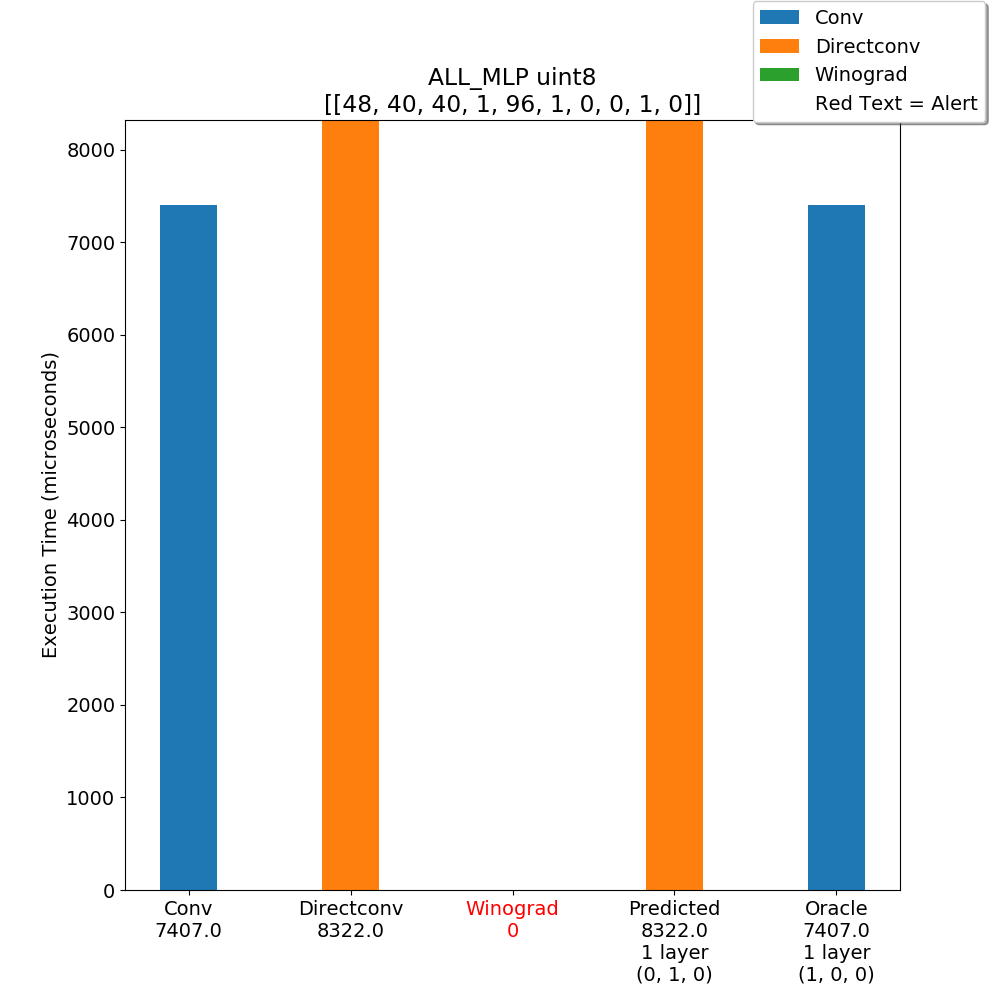 Conv
Directconv
Winograd
Red Text = Alert
ALL_MLP uint8
[[48, 40, 40, 1, 96, 1, 0, 0, 1, 0]]
Execution Time (microseconds)
8000
7000
6000
5000
4000
3000
2000
1000
0
Conv
7407.0
Directconv
8322.0
Winograd
0
Predicted
8322.0
1 layer
(0, 1, 0)
Oracle
7407.0
1 layer
(1, 0, 0)